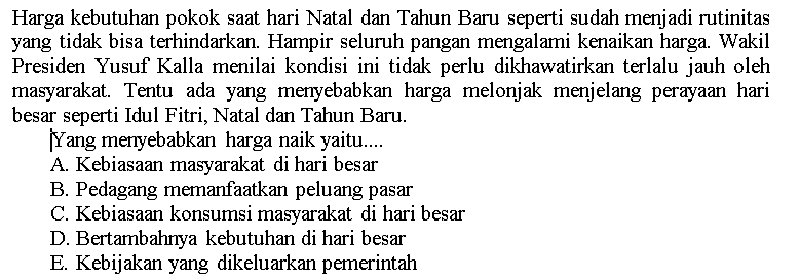 Harga kebutuhan pokok saat hari Natal dan Tahun Baru seperti sudah menjadi rutinitas
yang tidak bisa terhindarkan. Hampir seluruh pangan mengalami kenaikan harga. Wakil
Presiden Yusuf Kalla menilai kondisi ini tidak perlu dikhawatirkan terlalu jauh oleh
masyarakat. Tentu ada yang menyebabkan harga melonjak menjelang perayaan hari
besar seperti Idul Fitri, Natal dan Tahun Baru.
Yang menyebabkan harga naik yaitu....
A. Kebiasaan masyarakat di hari besar
B. Pedagang memanfaatkan peluang pasar
C. Kebiasaan konsumsi masyarakat di hari besar
D. Bertambahnya kebutuhan di hari besar
E. Kebijakan yang dikeluarkan pemerintah